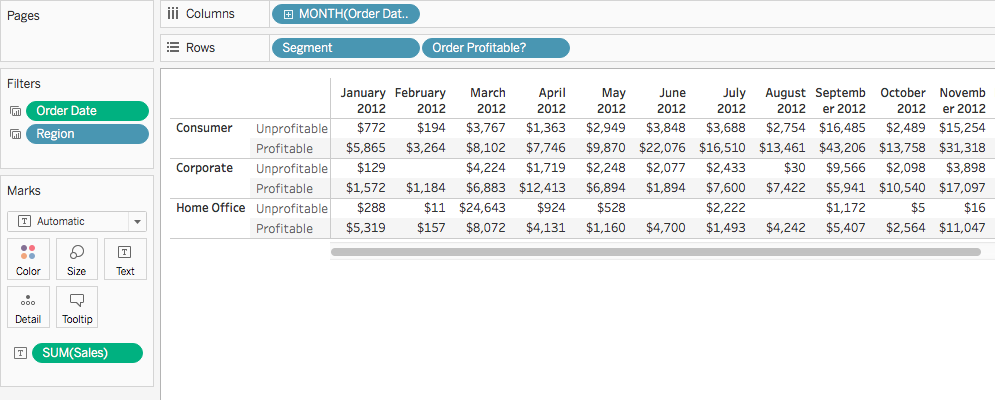 Pages
Columns
MONTH(Order Dat..
Rows
Segment
Order Profitable?
Filters
Order Date
Region
Marks
Automatic
Color Size Text
Detail Tooltip
SUM(Sales)
January February March April May June July August Septemb October Novemb
2012 2012 2012 2012 2012 2012 2012 2012 er 2012 2012 er 2012
Consumer Unprofitable $772 $194 $3,767 $1,363 $2,949 $3,848 $3,688 $2,754 $16,485 $2,489 $15,254
Profitable $5,865 $3,264 $8,102 $7,746 $9,870 $22,076 $16,510 $13,461 $43,206 $13,758 $31,318
Corporate Unprofitable $129 $4,224 $1,719 $2,248 $2,077 $2,433 $30 $9,566 $2,098 $3,898
Profitable $1,572 $1,184 $6,883 $12,413 $6,894 $1,894 $7,600 $7,422 $5,941 $10,540 $17,097
Home Office Unprofitable $288 $11 $24,643 $924 $528 $2,222 $1,172 $5 $16
Profitable $5,319 $157 $8,072 $4,131 $1,160 $4,700 $1,493 $4,242 $5,407 $2,564 $11,047